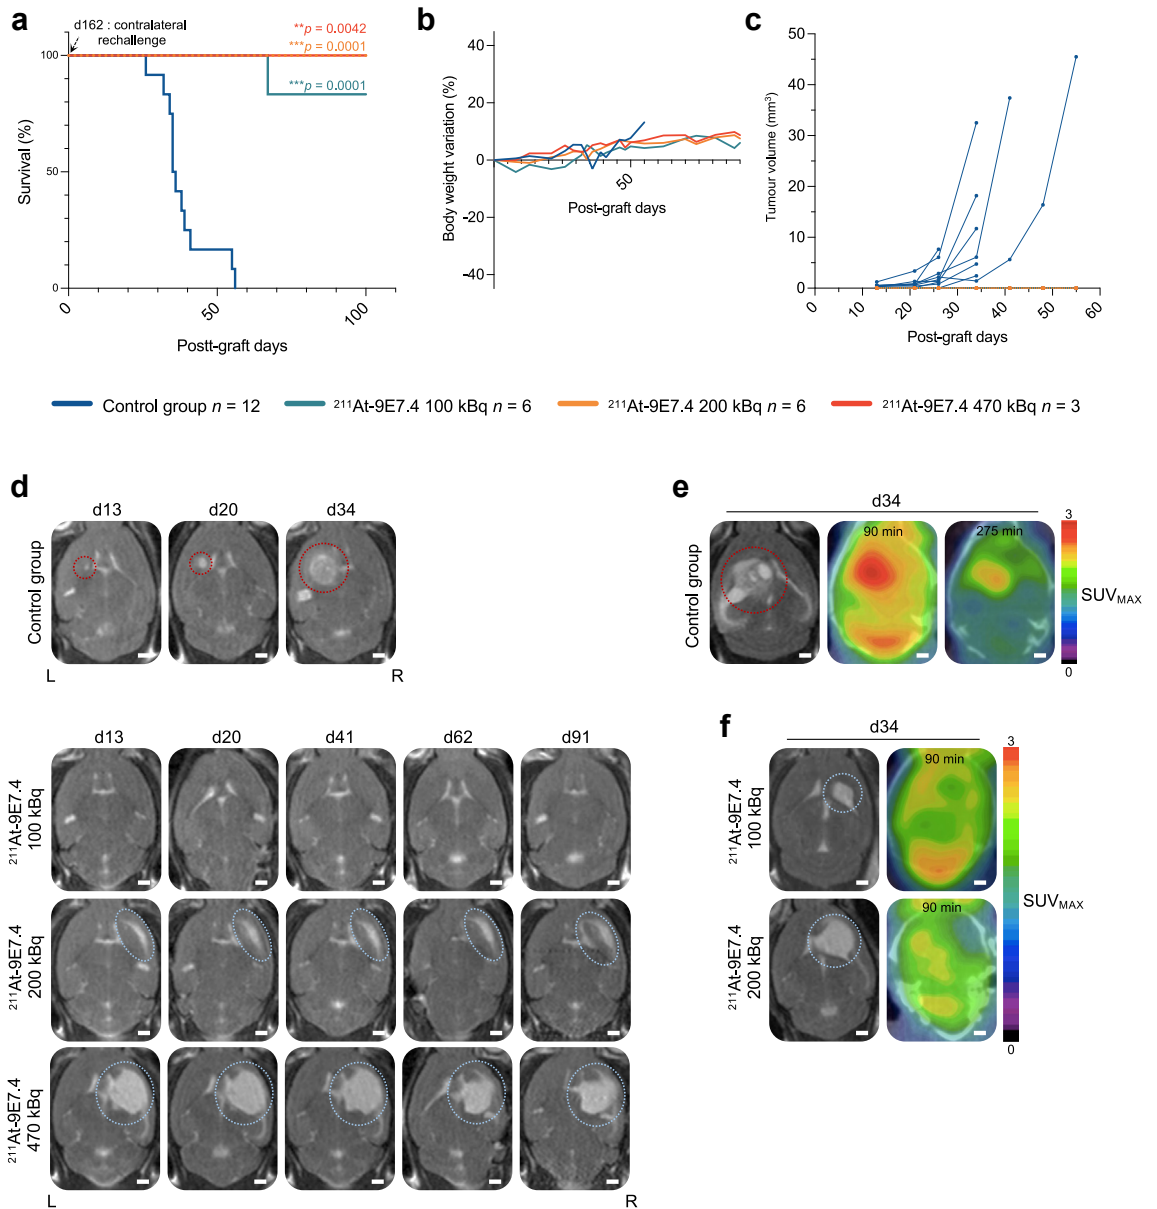 a
d162 : contralateral
rechallenge
**p = 0.0042
***p = 0.0001
***p = 0.0001
100
50
0
Survival (%)
0
50
100
Postt-graft days
b
40
20
0
-20
-40
Body weight variation (%)
50
Post-graft days
c
50
40
30
20
10
0
Tumour volume (mm³)
0
10
20
30
40
50
60
Post-graft days
Control group n = 12
²¹¹At-9E7.4 100 kBq n = 6
²¹¹At-9E7.4 200 kBq n = 6
²¹¹At-9E7.4 470 kBq n = 3
d
d13
d20
d34
Control group
L
R
d13
d20
d41
d62
d91
²¹¹At-9E7.4
100 kBq
²¹¹At-9E7.4
200 kBq
²¹¹At-9E7.4
470 kBq
L
R
e
d34
Control group
90 min
275 min
3
SUVMAX
0
f
d34
²¹¹At-9E7.4
100 kBq
90 min
²¹¹At-9E7.4
200 kBq
90 min
3
SUVMAX
0